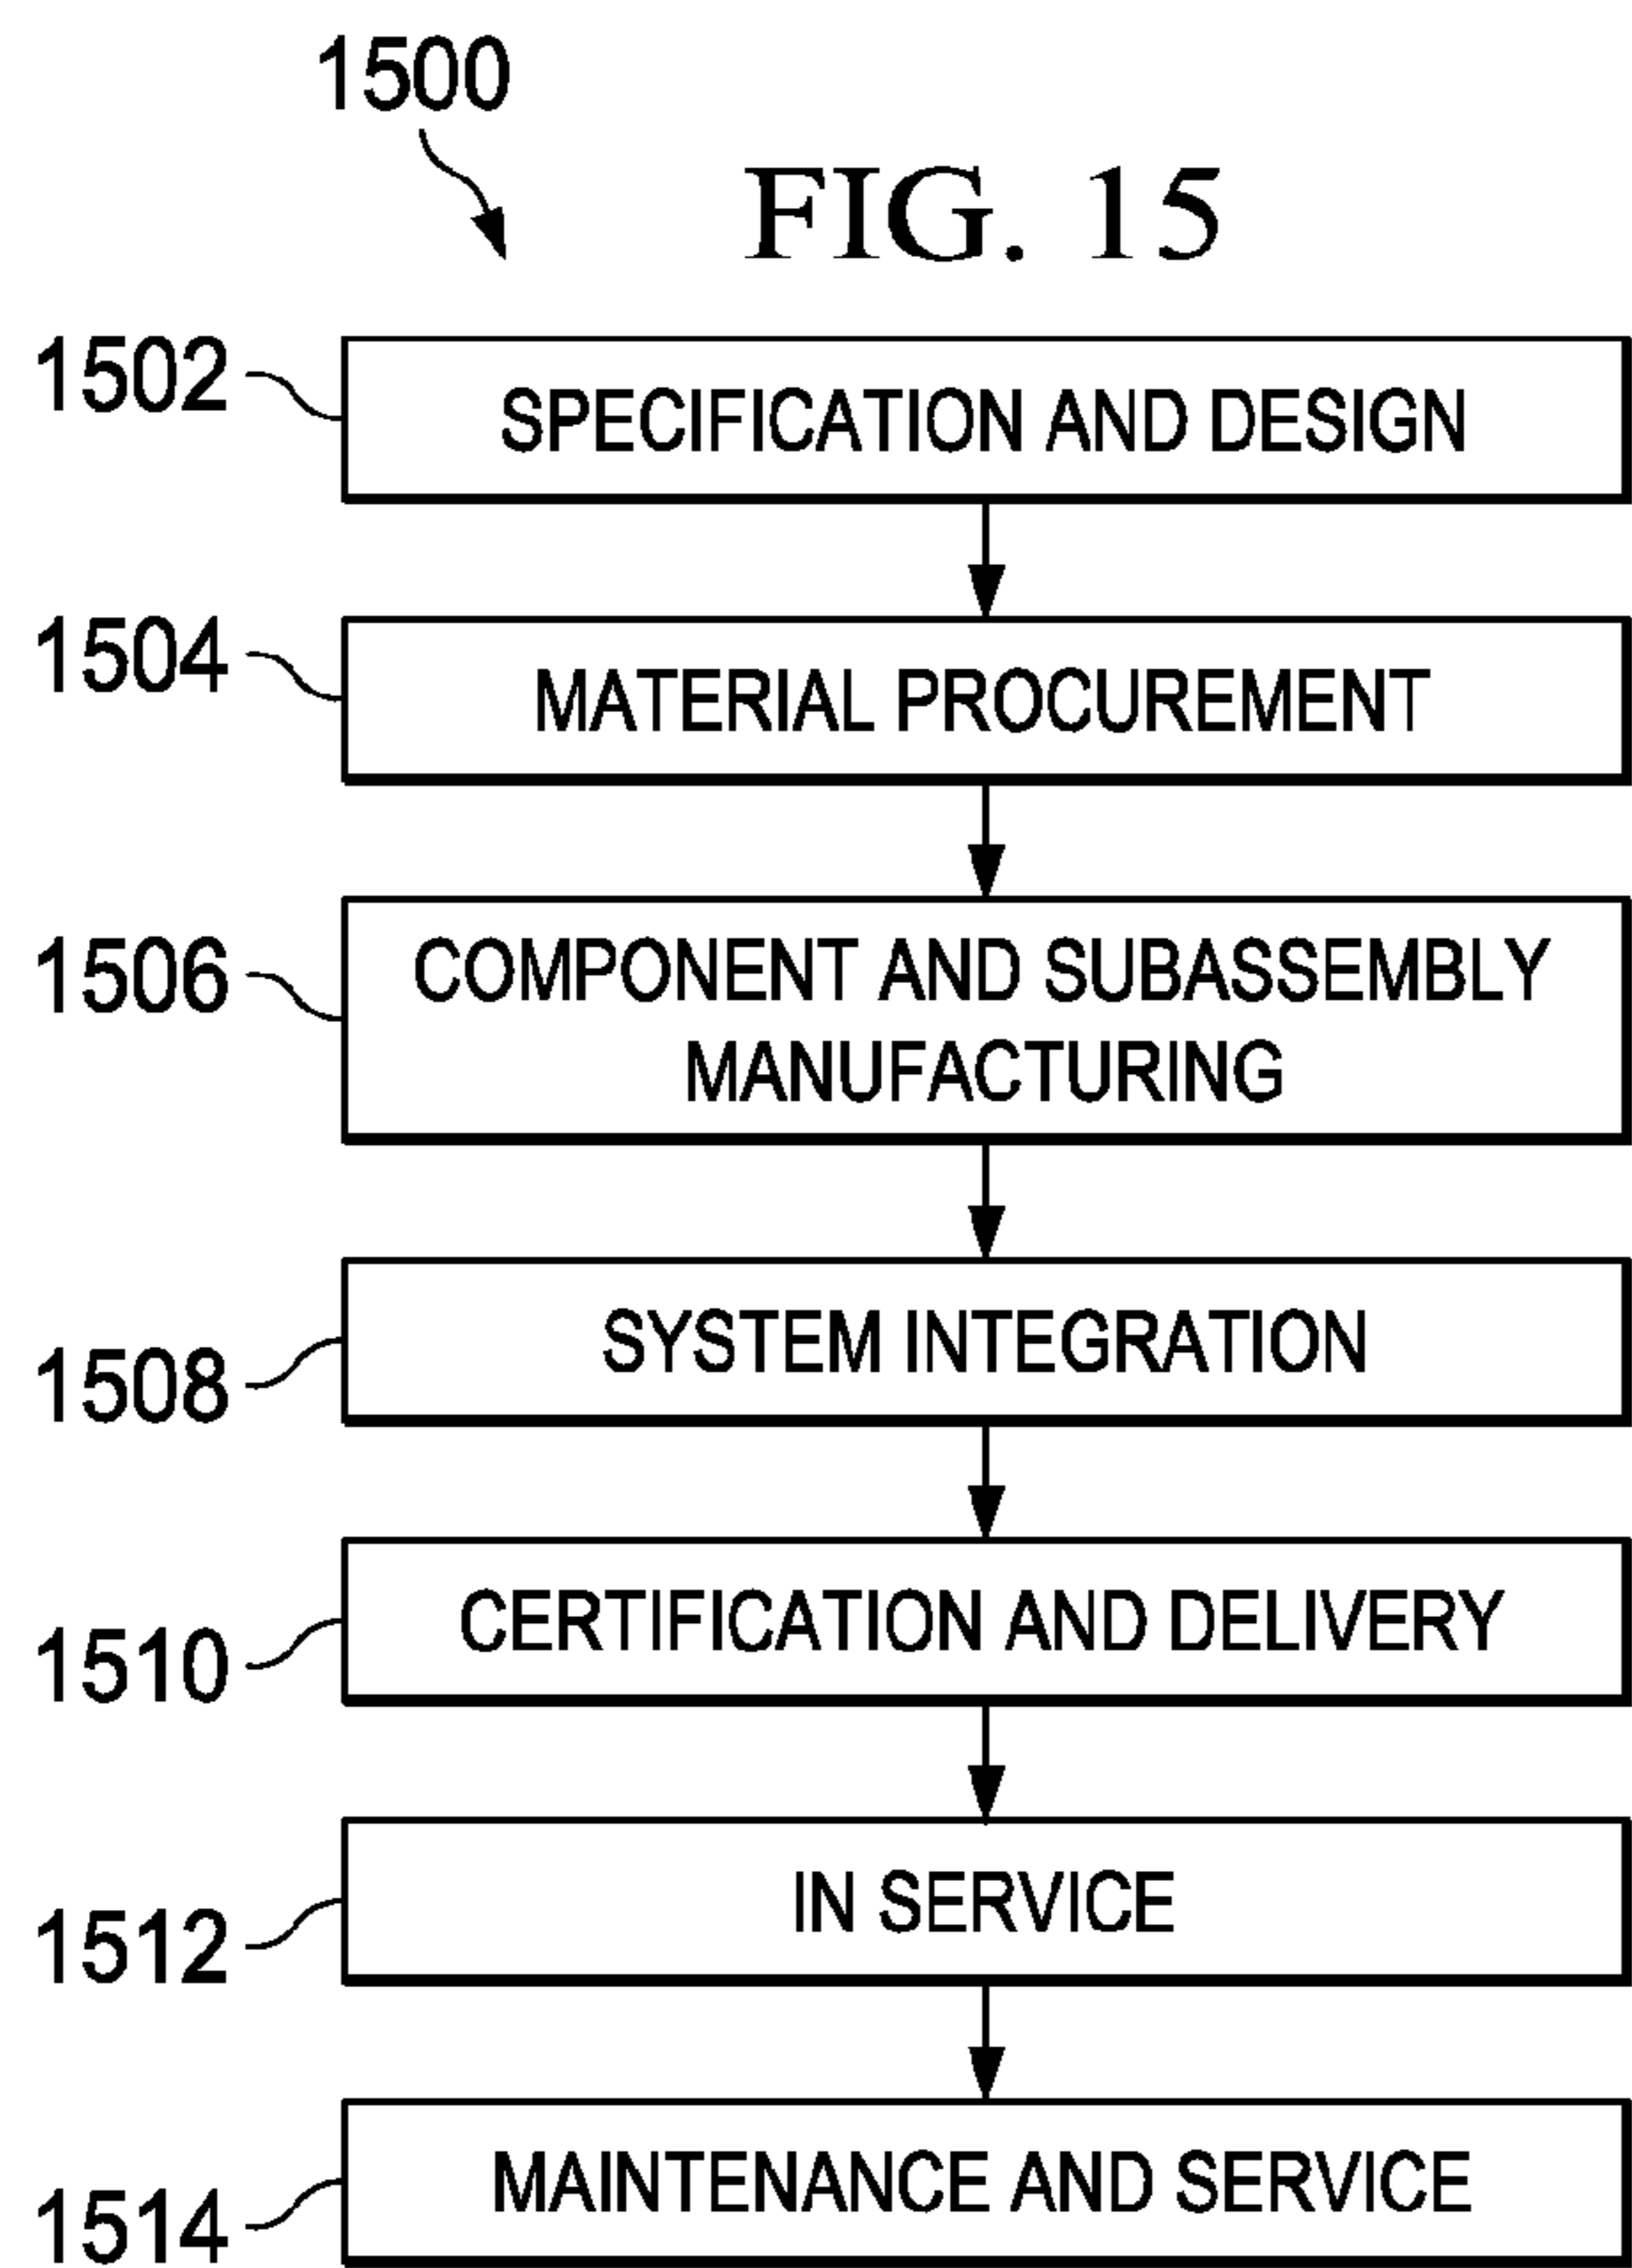 1500
FIG. 15
1502
SPECIFICATION AND DESIGN
1504
MATERIAL PROCUREMENT
1506
COMPONENT AND SUBASSEMBLY
MANUFACTURING
1508
SYSTEM INTEGRATION
1510
CERTIFICATION AND DELIVERY
1512
IN SERVICE
1514
MAINTENANCE AND SERVICE